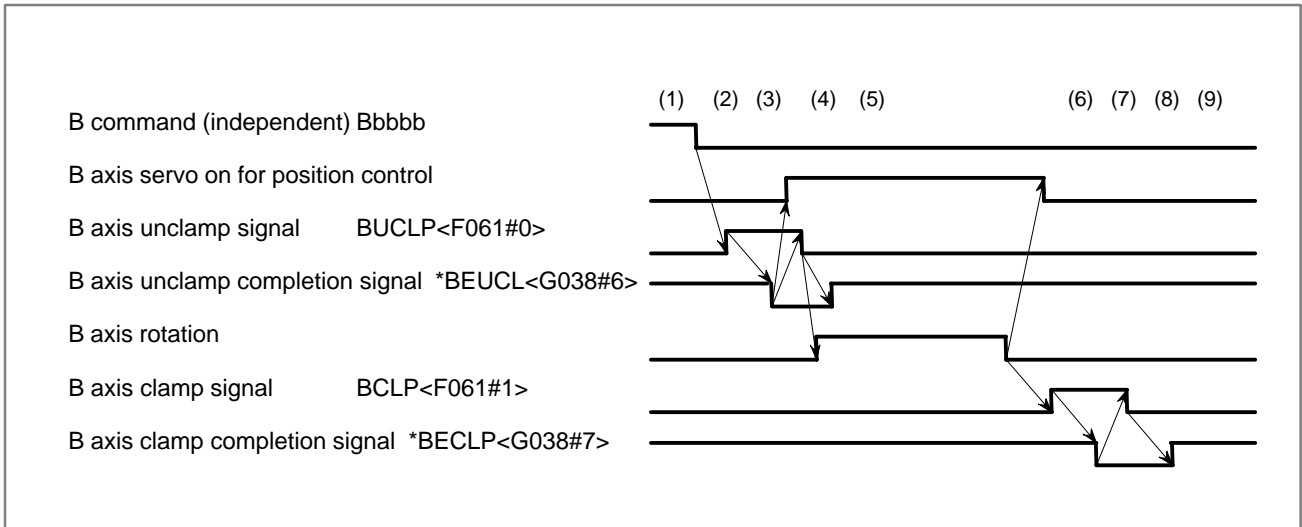 (1) (2) (3) (4) (5) (6) (7) (8) (9)
B command (independent) Bbbbb
B axis servo on for position control
B axis unclamp signal BUCLP<F061#0>
B axis unclamp completion signal *BEUCL<G038#6>
B axis rotation
B axis clamp signal BCLP<F061#1>
B axis clamp completion signal *BECLP<G038#7>